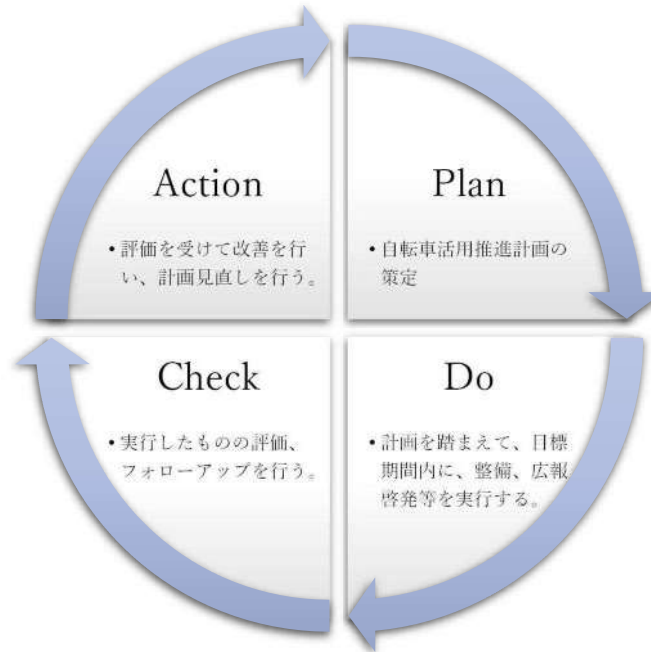 Action
• 評価を受けて改善を行
い、計画見直しを行う。
Plan
• 自転車活用推進計画の
策定
Check
• 実行したものの評価、
フォローアップを行う。
Do
• 計画を踏まえて、目標
期間内に、整備、広報
啓発等を実行する。